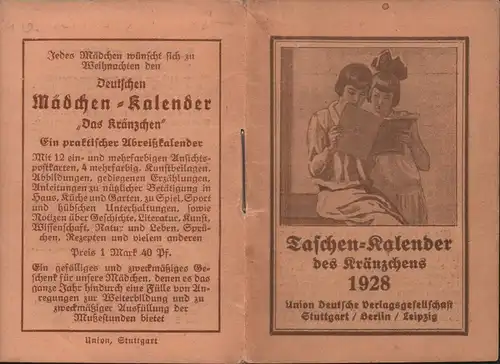 Jedes Mädchen wünscht sich zu
Weihnachten den
Deutschen
Mädchen-Kalender
„Das Kränzchen“
Ein praktischer Abreißkalender
Mit 12 ein- und mehrfarbigen Ansichts-
postkarten, 4 mehrfarbig. Kunstbeilagen,
Abbildungen, gediegenen Erzählungen,
Anleitungen zu nützlicher Betätigung in
Haus, Küche und Garten, zu Spiel, Sport
und hübschen Unterhaltungen, sowie
Notizen über Geschichte, Literatur, Kunst,
Wissenschaft, Natur und Leben, Sprü-
chen, Rezepten und vielem anderen
Preis 1 Mark 40 Pf.
Ein gefälliges und zweckmäßiges Ge-
schenk für unsere Mädchen, denen es das
ganze Jahr hindurch eine Fülle von An-
regungen zur Weiterbildung und zu
zweckmäßiger Ausfüllung der
Mußestunden bietet
Union, Stuttgart
Taschen-Kalender
des Kränzchens
1928
Union Deutsche Verlagsgesellschaft
Stuttgart / Berlin / Leipzig